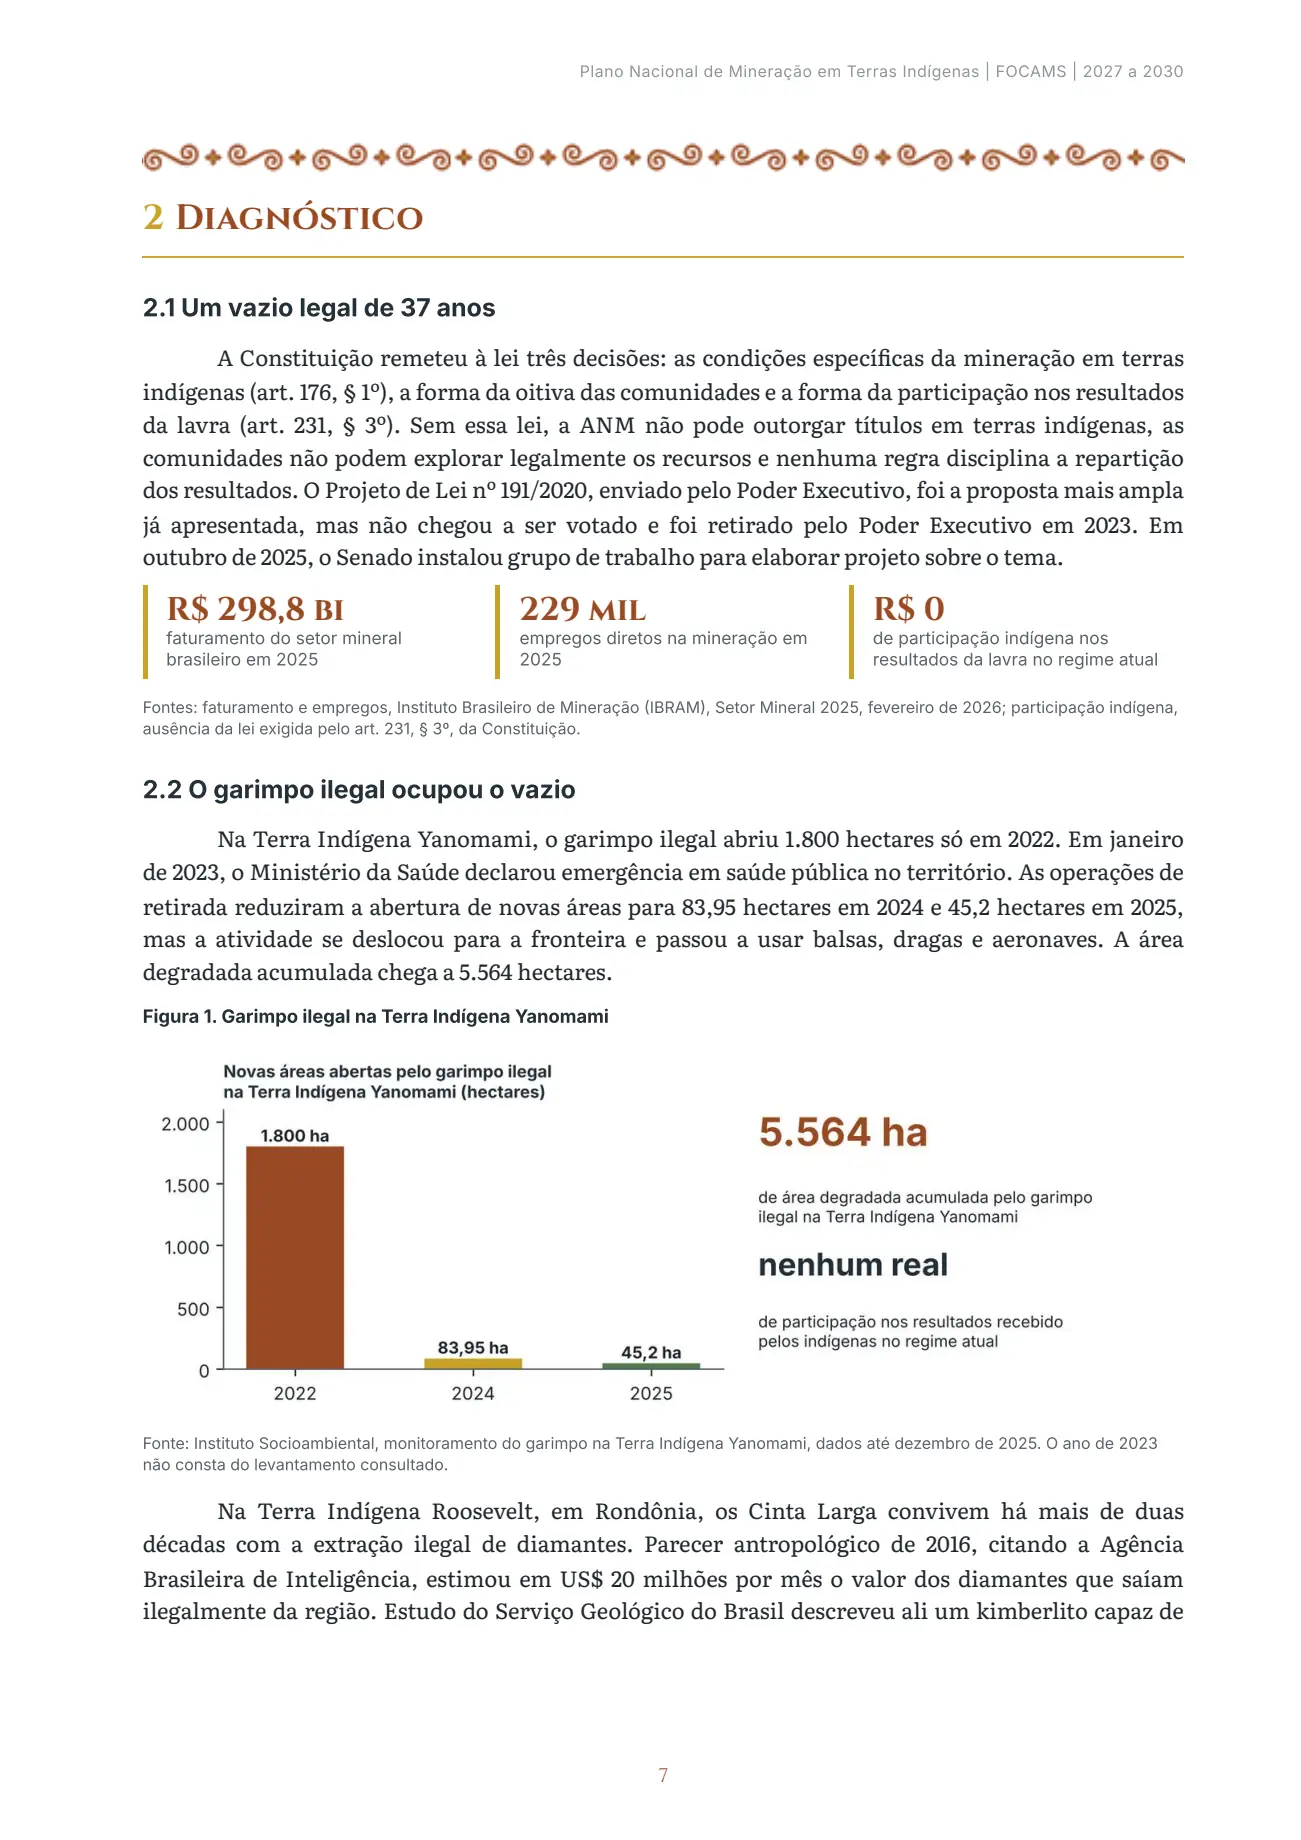 Plano Nacional de Mineração em Terras Indígenas | FOCAMS | 2027 a 2030
2 Diagnóstico
2.1 Um vazio legal de 37 anos
A Constituição remeteu à lei três decisões: as condições específicas da mineração em terras
indígenas (art. 176, § 1º), a forma da oitiva das comunidades e a forma da participação nos resultados
da lavra (art. 231, § 3º). Sem essa lei, a ANM não pode outorgar títulos em terras indígenas, as
comunidades não podem explorar legalmente os recursos e nenhuma regra disciplina a repartição
dos resultados. O Projeto de Lei nº 191/2020, enviado pelo Poder Executivo, foi a proposta mais ampla
já apresentada, mas não chegou a ser votado e foi retirado pelo Poder Executivo em 2023. Em
outubro de 2025, o Senado instalou grupo de trabalho para elaborar projeto sobre o tema.
R$ 298,8 bi
faturamento do setor mineral
brasileiro em 2025
229 mil
empregos diretos na mineração em
2025
R$ 0
de participação indígena nos
resultados da lavra no regime atual
Fontes: faturamento e empregos, Instituto Brasileiro de Mineração (IBRAM), Setor Mineral 2025, fevereiro de 2026; participação indígena,
ausência da lei exigida pelo art. 231, § 3º, da Constituição.
2.2 O garimpo ilegal ocupou o vazio
Na Terra Indígena Yanomami, o garimpo ilegal abriu 1.800 hectares só em 2022. Em janeiro
de 2023, o Ministério da Saúde declarou emergência em saúde pública no território. As operações de
retirada reduziram a abertura de novas áreas para 83,95 hectares em 2024 e 45,2 hectares em 2025,
mas a atividade se deslocou para a fronteira e passou a usar balsas, dragas e aeronaves. A área
degradada acumulada chega a 5.564 hectares.
Figura 1. Garimpo ilegal na Terra Indígena Yanomami
Novas áreas abertas pelo garimpo ilegal
na Terra Indígena Yanomami (hectares)
2.000
1.500
1.000
500
0
1.800 ha
83,95 ha
45,2 ha
2022
2024
2025
5.564 ha
de área degradada acumulada pelo garimpo
ilegal na Terra Indígena Yanomami
nenhum real
de participação nos resultados recebido
pelos indígenas no regime atual
Fonte: Instituto Socioambiental, monitoramento do garimpo na Terra Indígena Yanomami, dados até dezembro de 2025. O ano de 2023
não consta do levantamento consultado.
Na Terra Indígena Roosevelt, em Rondônia, os Cinta Larga convivem há mais de duas
décadas com a extração ilegal de diamantes. Parecer antropológico de 2016, citando a Agência
Brasileira de Inteligência, estimou em US$ 20 milhões por mês o valor dos diamantes que saíam
ilegalmente da região. Estudo do Serviço Geológico do Brasil descreveu ali um kimberlito capaz de
7